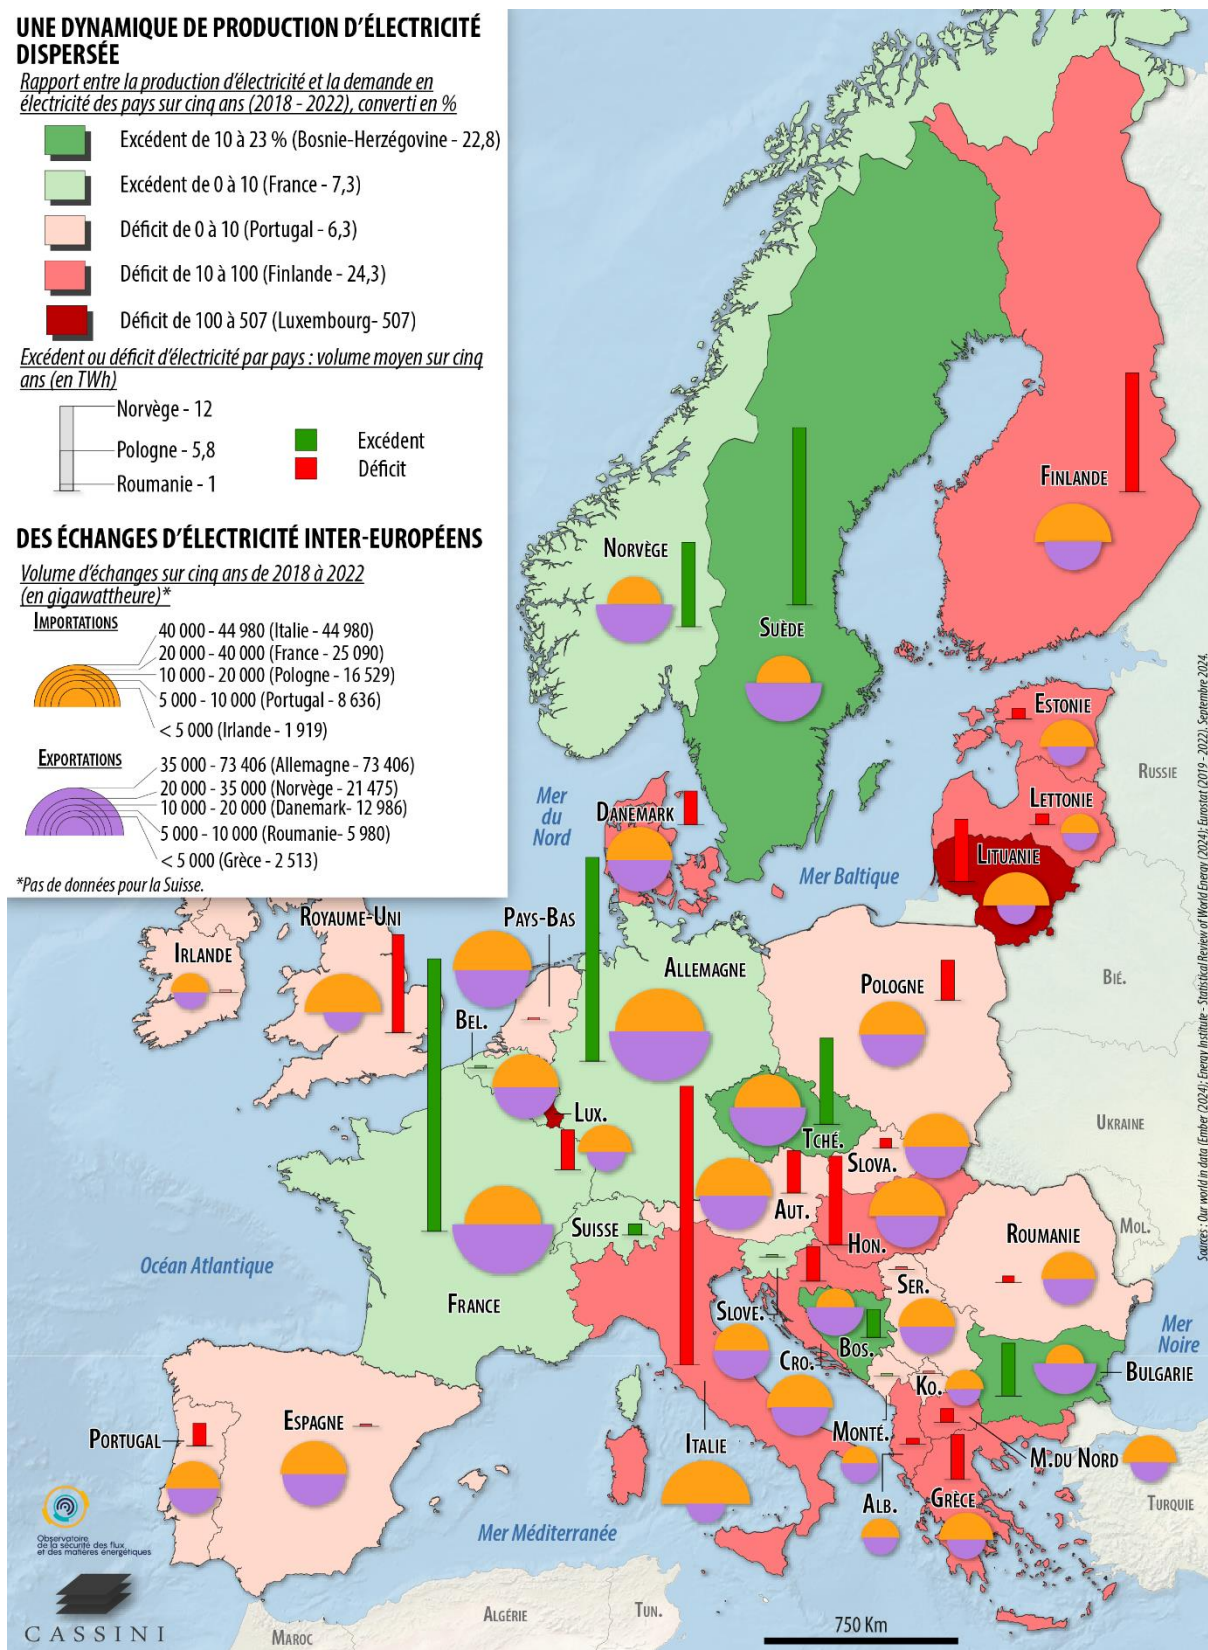 UNE DYNAMIQUE DE PRODUCTION D'ÉLECTRICITÉ
DISPERSÉE
Rapport entre la production d'électricité et la demande en
électricité des pays sur cinq ans (2018 - 2022), converti en %
Excédent de 10 à 23 % (Bosnie-Herzégovine - 22,8)
Excédent de 0 à 10 (France - 7,3)
Déficit de 0 à 10 (Portugal - 6,3)
Déficit de 10 à 100 (Finlande - 24,3)
Déficit de 100 à 507 (Luxembourg- 507)
Excédent ou déficit d'électricité par pays : volume moyen sur cinq
ans (en TWh)
Norvège - 12
Pologne - 5,8
Roumanie - 1
Excédent
Déficit
DES ÉCHANGES D'ÉLECTRICITÉ INTER-EUROPÉENS
Volume d'échanges sur cinq ans de 2018 à 2022
(en gigawattheure)*
IMPORTATIONS
40 000 - 44 980 (Italie - 44 980)
20 000 - 40 000 (France - 25 090)
10 000 - 20 000 (Pologne - 16 529)
5 000 - 10 000 (Portugal - 8 636)
< 5 000 (Irlande - 1 919)
EXPORTATIONS
35 000 - 73 406 (Allemagne - 73 406)
20 000 - 35 000 (Norvège - 21 475)
10 000 - 20 000 (Danemark- 12 986)
5 000 - 10 000 (Roumanie- 5 980)
< 5 000 (Grèce - 2 513)
*Pas de données pour la Suisse.
FINLANDE
NORVÈGE
SUÈDE
ESTONIE
RUSSIE
LETTONIE
Mer
du
Nord
DANEMARK
LITUANIE
Mer Baltique
ROYAUME-UNI
PAYS-BAS
IRLANDE
ALLEMAGNE
POLOGNE
BIÉ.
BEL.
LUX.
TCHÉ.
UKRAINE
SLOVA.
AUT.
SUISSE
HON.
ROUMANIE
MOL.
Océan Atlantique
FRANCE
SER.
SLOVE.
BOS.
CRO.
Mer
Noire
BULGARIE
KO.
MONTÉ.
ESPAGNE
PORTUGAL
ITALIE
M.DU NORD
ALB.
GRÈCE
TURQUIE
Mer Méditerranée
Observatoire
de la sécurité des flux
et des matières énergétiques
CASSINI
MAROC
ALGÉRIE
TUN.
750 Km
Sources : Our world in data (Ember (2024); Energy Institute - Statistical Review of World Energy (2024); Eurostat (2019 - 2022). Septembre 2024.